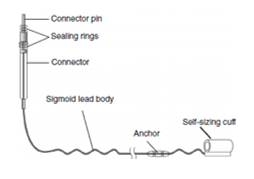 Connector pin
Sealing rings
Connector
Sigmoid lead body
Anchor
Self-sizing cuff